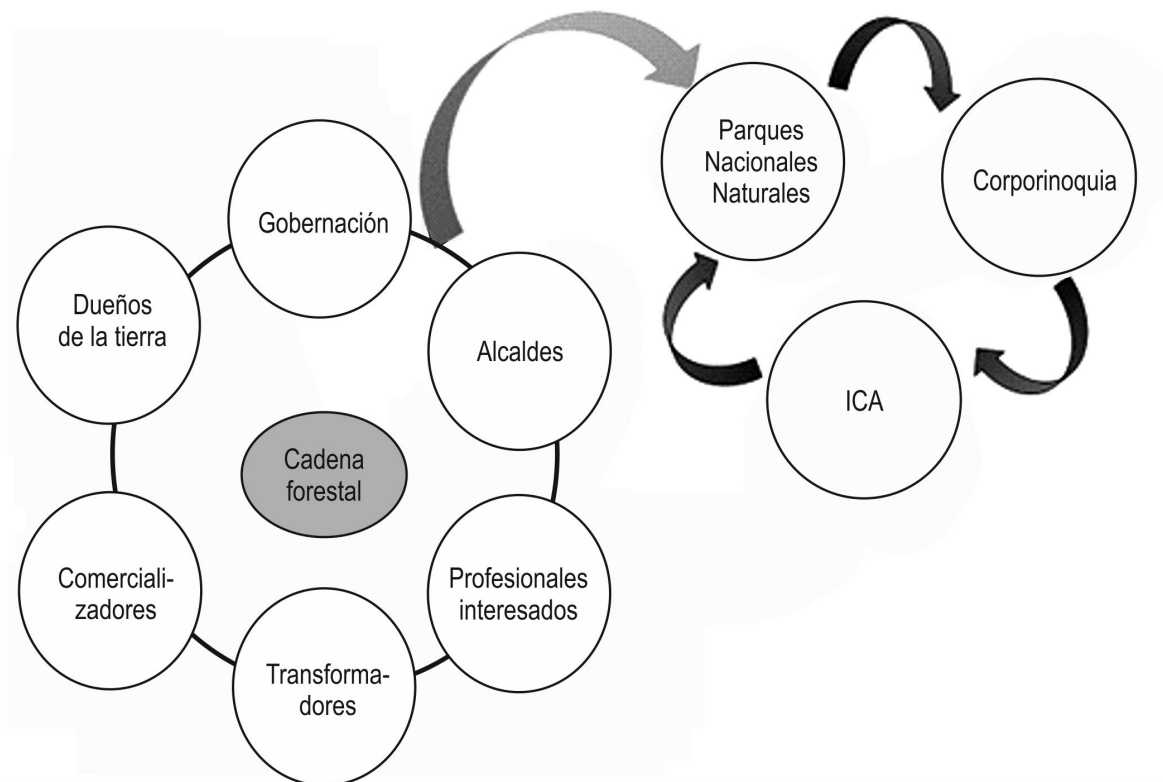 Parques
Nacionales
Naturales
Corporinoquia
Gobernación
Dueños
de la tierra
Alcaldes
ICA
Cadena
forestal
Comerciali-
zadores
Profesionales
interesados
Transforma-
dores